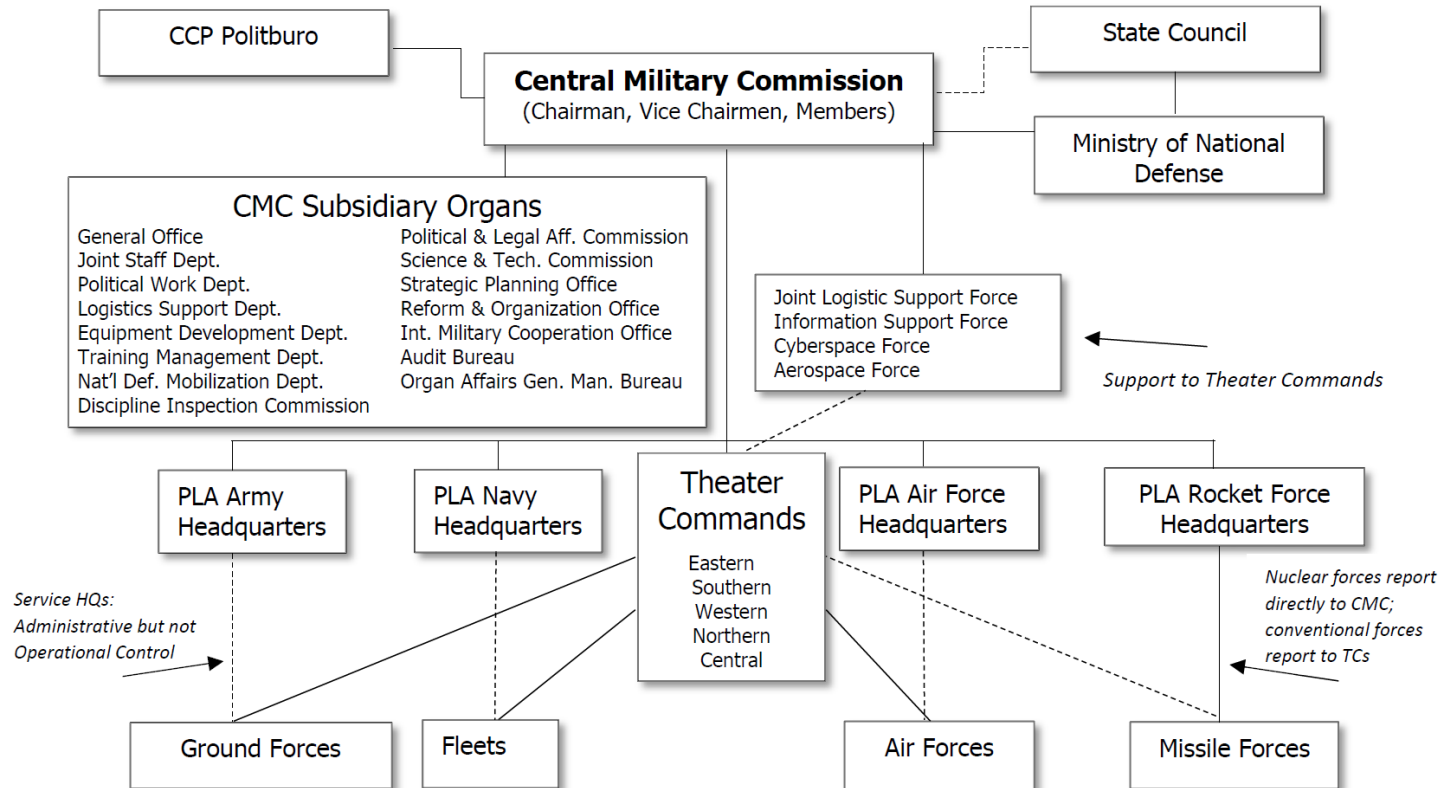 CCP Politburo
State Council
Central Military Commission
(Chairman, Vice Chairmen, Members)
Ministry of National
Defense
CMC Subsidiary Organs
General Office
Joint Staff Dept.
Political Work Dept.
Logistics Support Dept.
Equipment Development Dept.
Training Management Dept.
Nat'l Def. Mobilization Dept.
Discipline Inspection Commission
Political & Legal Aff. Commission
Science & Tech. Commission
Strategic Planning Office
Reform & Organization Office
Int. Military Cooperation Office
Audit Bureau
Organ Affairs Gen. Man. Bureau
Joint Logistic Support Force
Information Support Force
Cyberspace Force
Aerospace Force
Support to Theater Commands
PLA Army
Headquarters
PLA Navy
Headquarters
Theater
Commands
Eastern
Southern
Western
Northern
Central
PLA Air Force
Headquarters
PLA Rocket Force
Headquarters
Service HQs:
Administrative but not
Operational Control
Nuclear forces report
directly to CMC;
conventional forces
report to TCs
Ground Forces
Fleets
Air Forces
Missile Forces